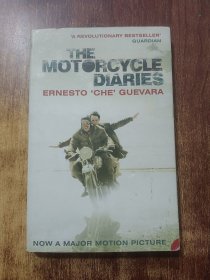 'A REVOLUTIONARY BESTSELLER'
GUARDIAN
THE
MOTORCYCLE
DIARIES
ERNESTO 'CHE' GUEVARA
NOW A MAJOR MOTION PICTURE